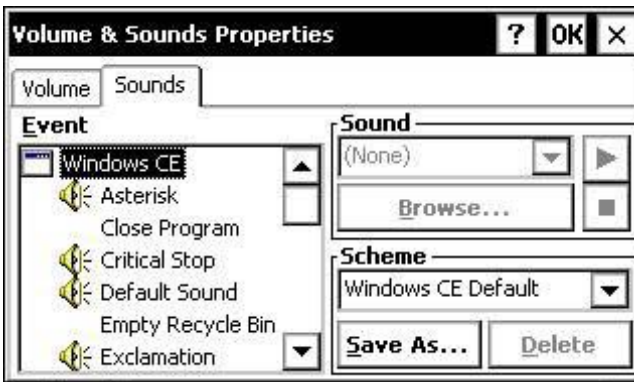 Volume & Sounds Properties ? OK ×
Volume Sounds
Event
Windows CE
Asterisk
Close Program
Critical Stop
Default Sound
Empty Recycle Bin
Exclamation
Sound
(None)
Browse...
Scheme
Windows CE Default
Save As... Delete